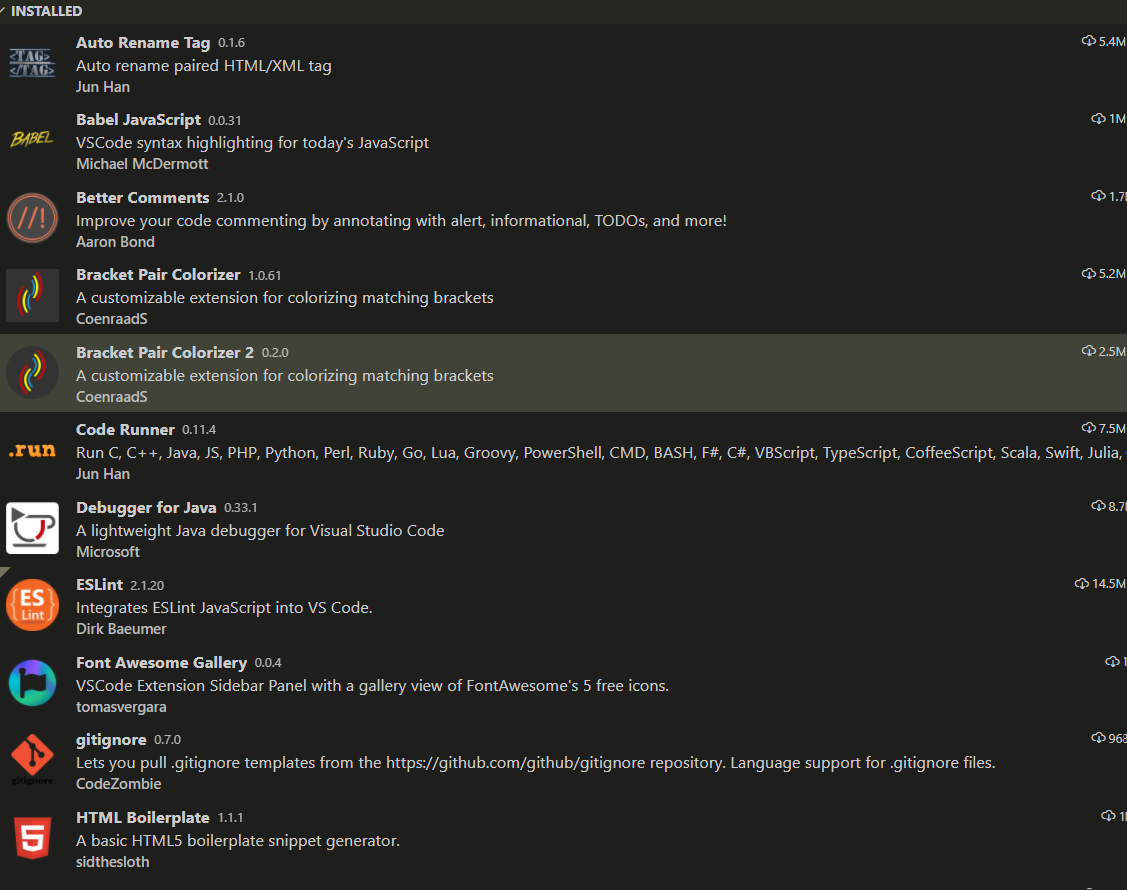 INSTALLED
Auto Rename Tag 0.1.6 5.4M
Auto rename paired HTML/XML tag
Jun Han
<TAG>
</TAG>
Babel JavaScript 0.0.31 1M
VSCode syntax highlighting for today's JavaScript
Michael McDermott
BABEL
Better Comments 2.1.0 1.7
Improve your code commenting by annotating with alert, informational, TODOs, and more!
Aaron Bond
//!
Bracket Pair Colorizer 1.0.61 5.2M
A customizable extension for colorizing matching brackets
CoenraadS
Bracket Pair Colorizer 2 0.2.0 2.5M
A customizable extension for colorizing matching brackets
CoenraadS
Code Runner 0.11.4 7.5M
.run Run C, C++, Java, JS, PHP, Python, Perl, Ruby, Go, Lua, Groovy, PowerShell, CMD, BASH, F#, C#, VBScript, TypeScript, CoffeeScript, Scala, Swift, Julia,
Jun Han
Debugger for Java 0.33.1 8.7
A lightweight Java debugger for Visual Studio Code
Microsoft
ESLint 2.1.20 14.5M
Integrates ESLint JavaScript into VS Code.
Dirk Baeumer
{ES
Lint}
Font Awesome Gallery 0.0.4 1
VSCode Extension Sidebar Panel with a gallery view of FontAwesome's 5 free icons.
tomasvergara
gitignore 0.7.0 968
Lets you pull .gitignore templates from the https://github.com/github/gitignore repository. Language support for .gitignore files.
CodeZombie
gitignore
HTML Boilerplate 1.1.1 1
A basic HTML5 boilerplate snippet generator.
sidthesloth
5